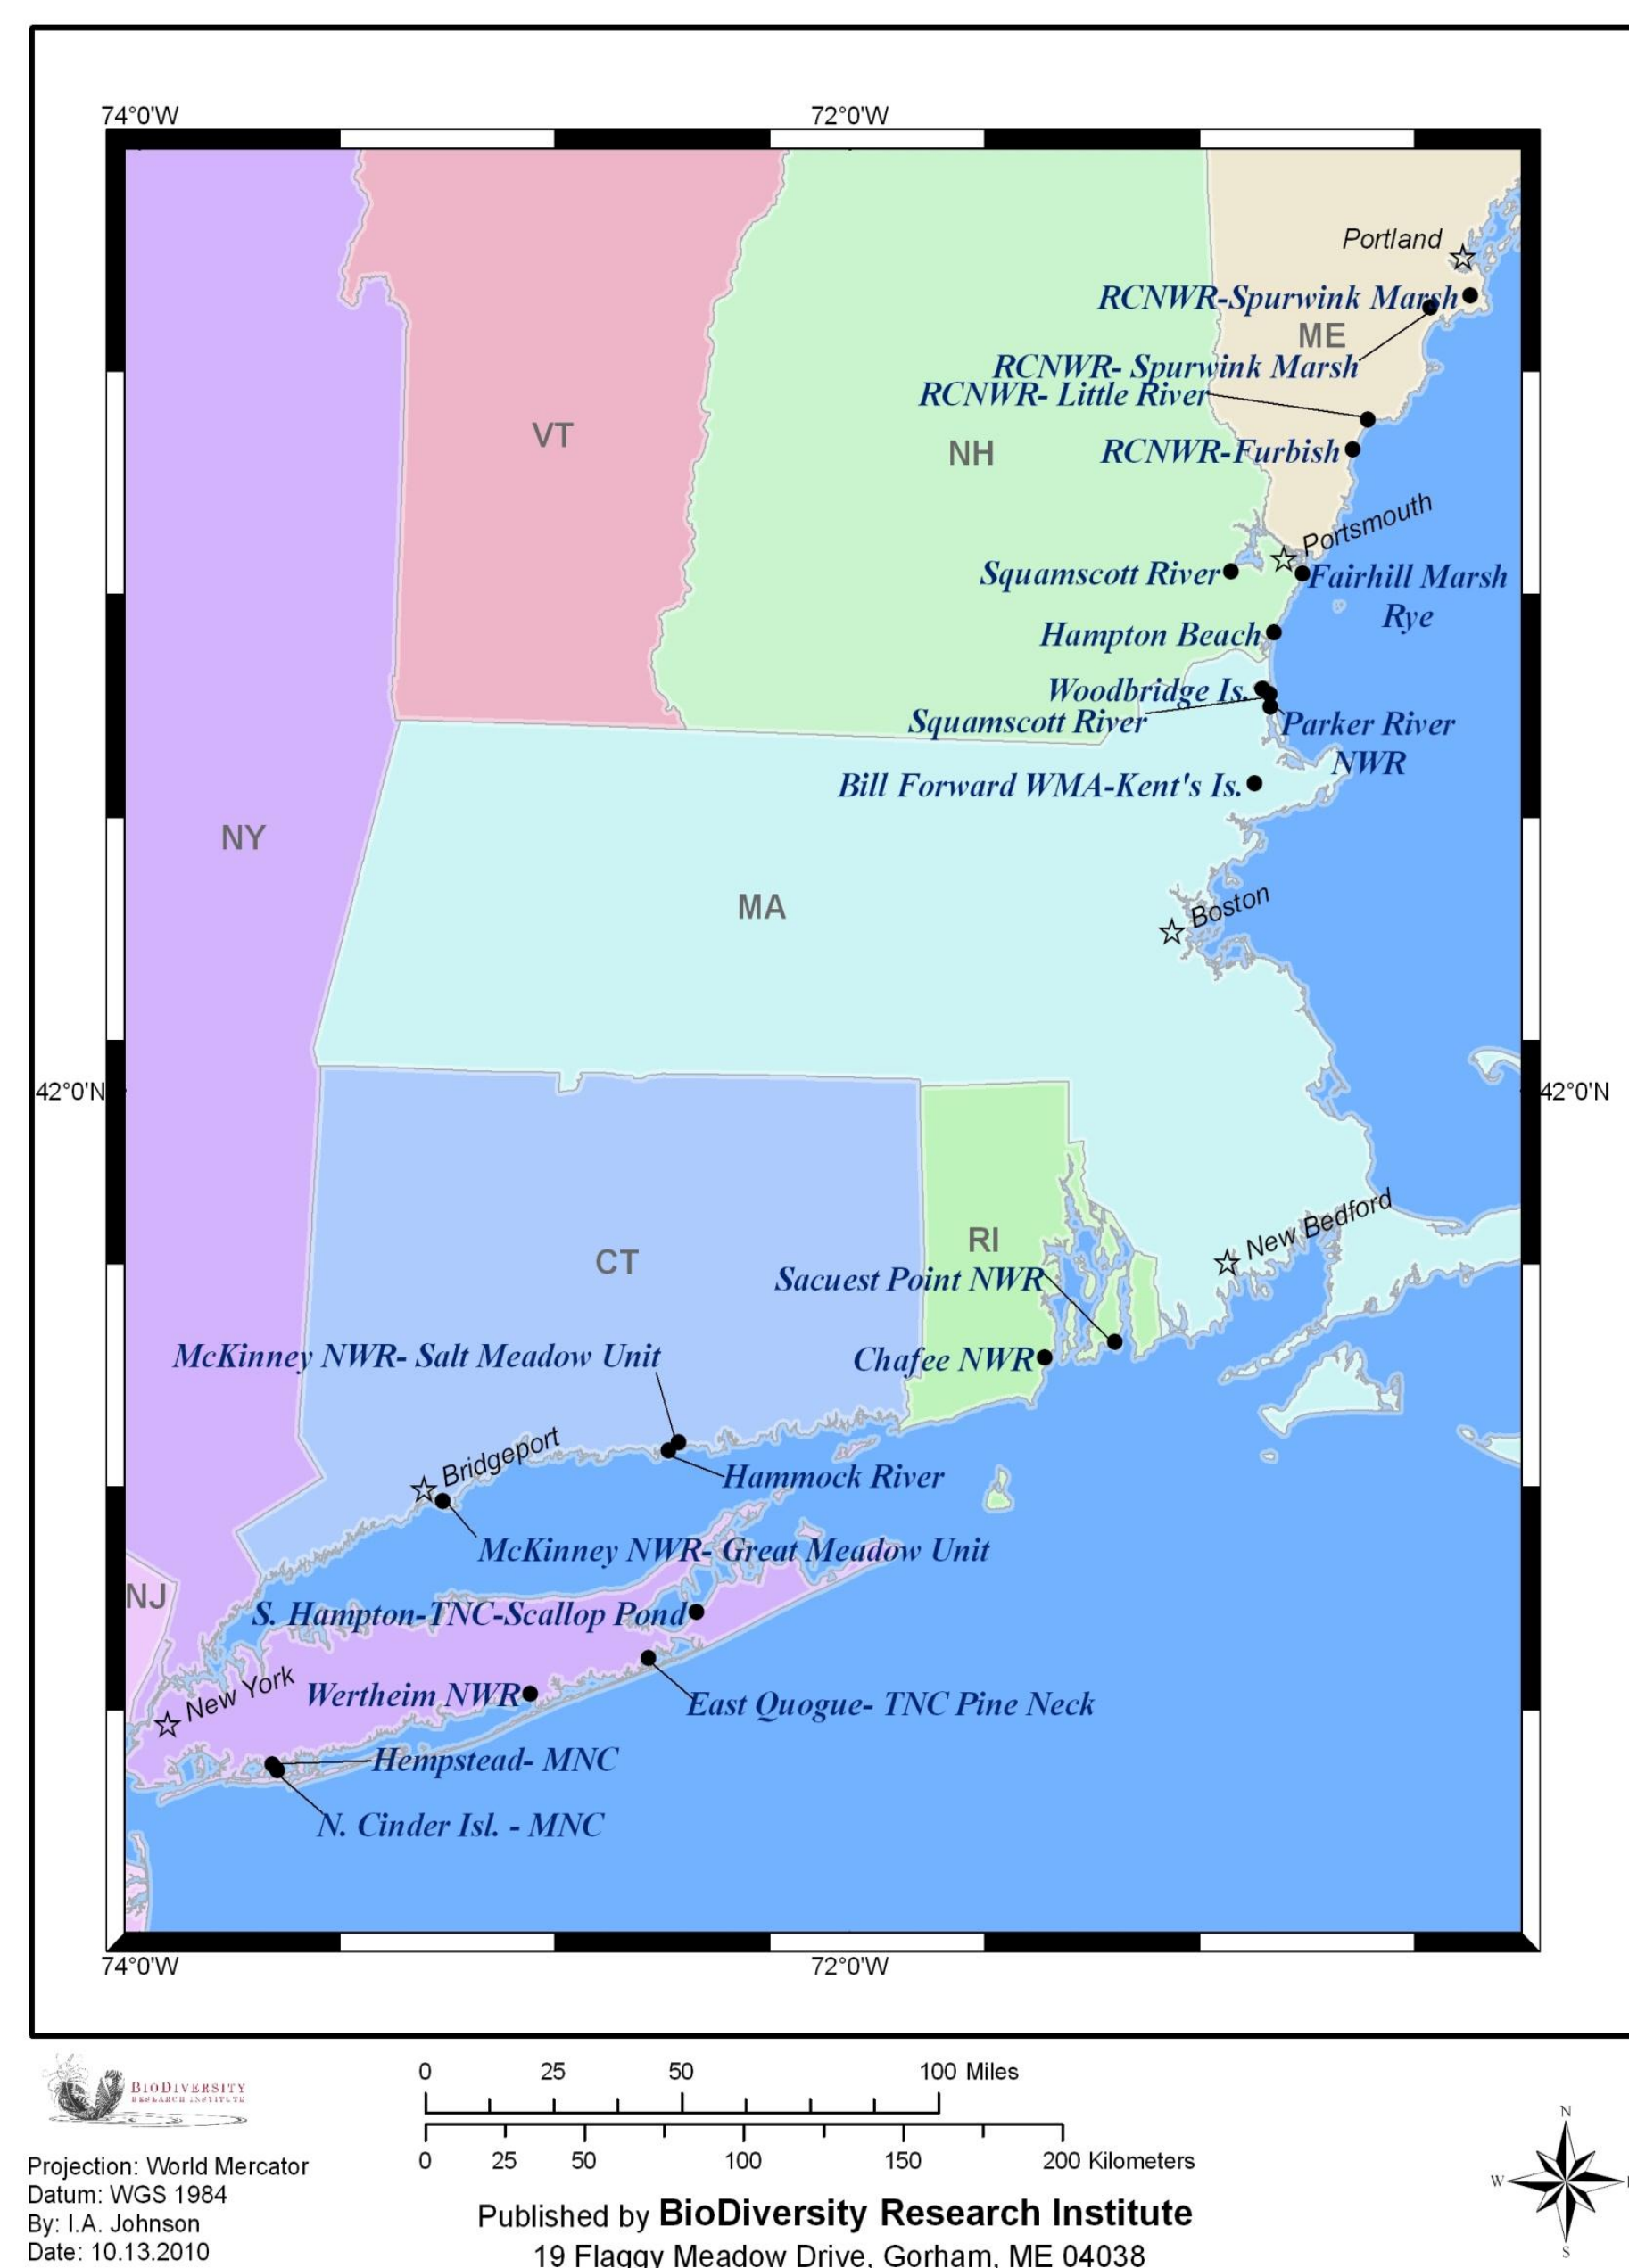 74°0'W
72°0'W
Portland
RCNWR-Spurwink Marsh
ME
RCNWR- Spurwink Marsh
RCNWR- Little River
VT
NH
RCNWR-Furbish
Portsmouth
Squamscott River
Fairhill Marsh
Rye
Hampton Beach
Woodbridge Is.
Squamscott River
Parker River
NWR
Bill Forward WMA-Kent's Is.
NY
MA
Boston
42°0'N
42°0'N
New Bedford
RI
CT
Sacuest Point NWR
McKinney NWR- Salt Meadow Unit
Chafee NWR
Bridgeport
Hammock River
McKinney NWR- Great Meadow Unit
NJ
S. Hampton-TNC-Scallop Pond
New York
Wertheim NWR
East Quogue- TNC Pine Neck
Hempstead- MNC
N. Cinder Isl. - MNC
74°0'W
72°0'W
BIODIVERSITY
RESEARCH INSTITUTE
0 25 50 100 Miles
0 25 50 100 150 200 Kilometers
N
W
S
Projection: World Mercator
Datum: WGS 1984
By: I.A. Johnson
Date: 10.13.2010
Published by BioDiversity Research Institute
19 Flaggy Meadow Drive, Gorham, ME 04038